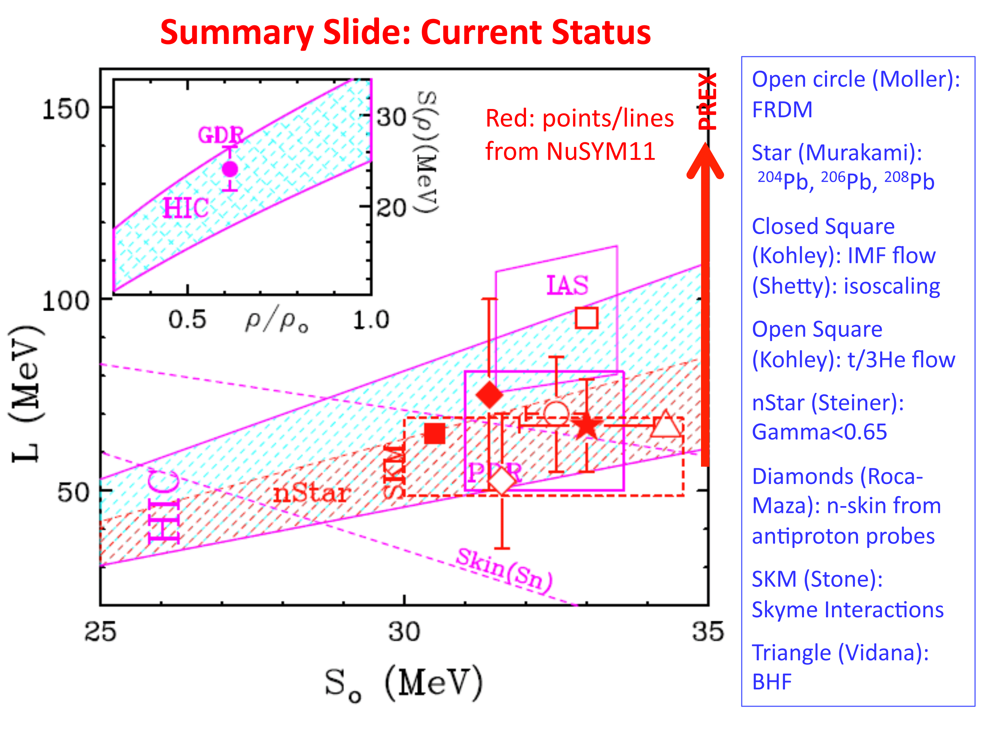 Summary Slide: Current Status
150
100
50
L (MeV)
25
30
35
S₀ (MeV)
GDR
HIC
0.5
ρ/ρ₀
1.0
30
20
S(ρ)(MeV)
Red: points/lines
from NuSYM11
PREX
IAS
PDR
SKM
nStar
HIC
Skin(Sn)
Open circle (Moller):
FRDM
Star (Murakami):
²⁰⁴Pb, ²⁰⁶Pb, ²⁰⁸Pb
Closed Square
(Kohley): IMF flow
(Shetty): isoscaling
Open Square
(Kohley): t/3He flow
nStar (Steiner):
Gamma<0.65
Diamonds (Roca-
Maza): n-skin from
antiproton probes
SKM (Stone):
Skyme Interactions
Triangle (Vidana):
BHF